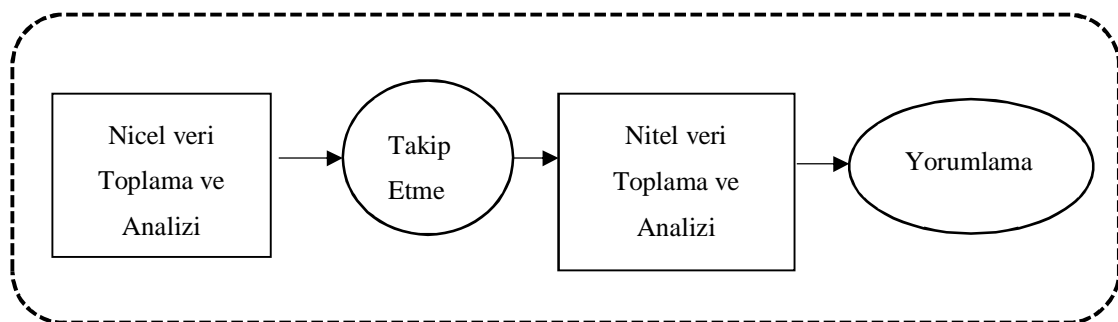 Nicel veri
Toplama ve
Analizi
Takip
Etme
Nitel veri
Toplama ve
Analizi
Yorumlama